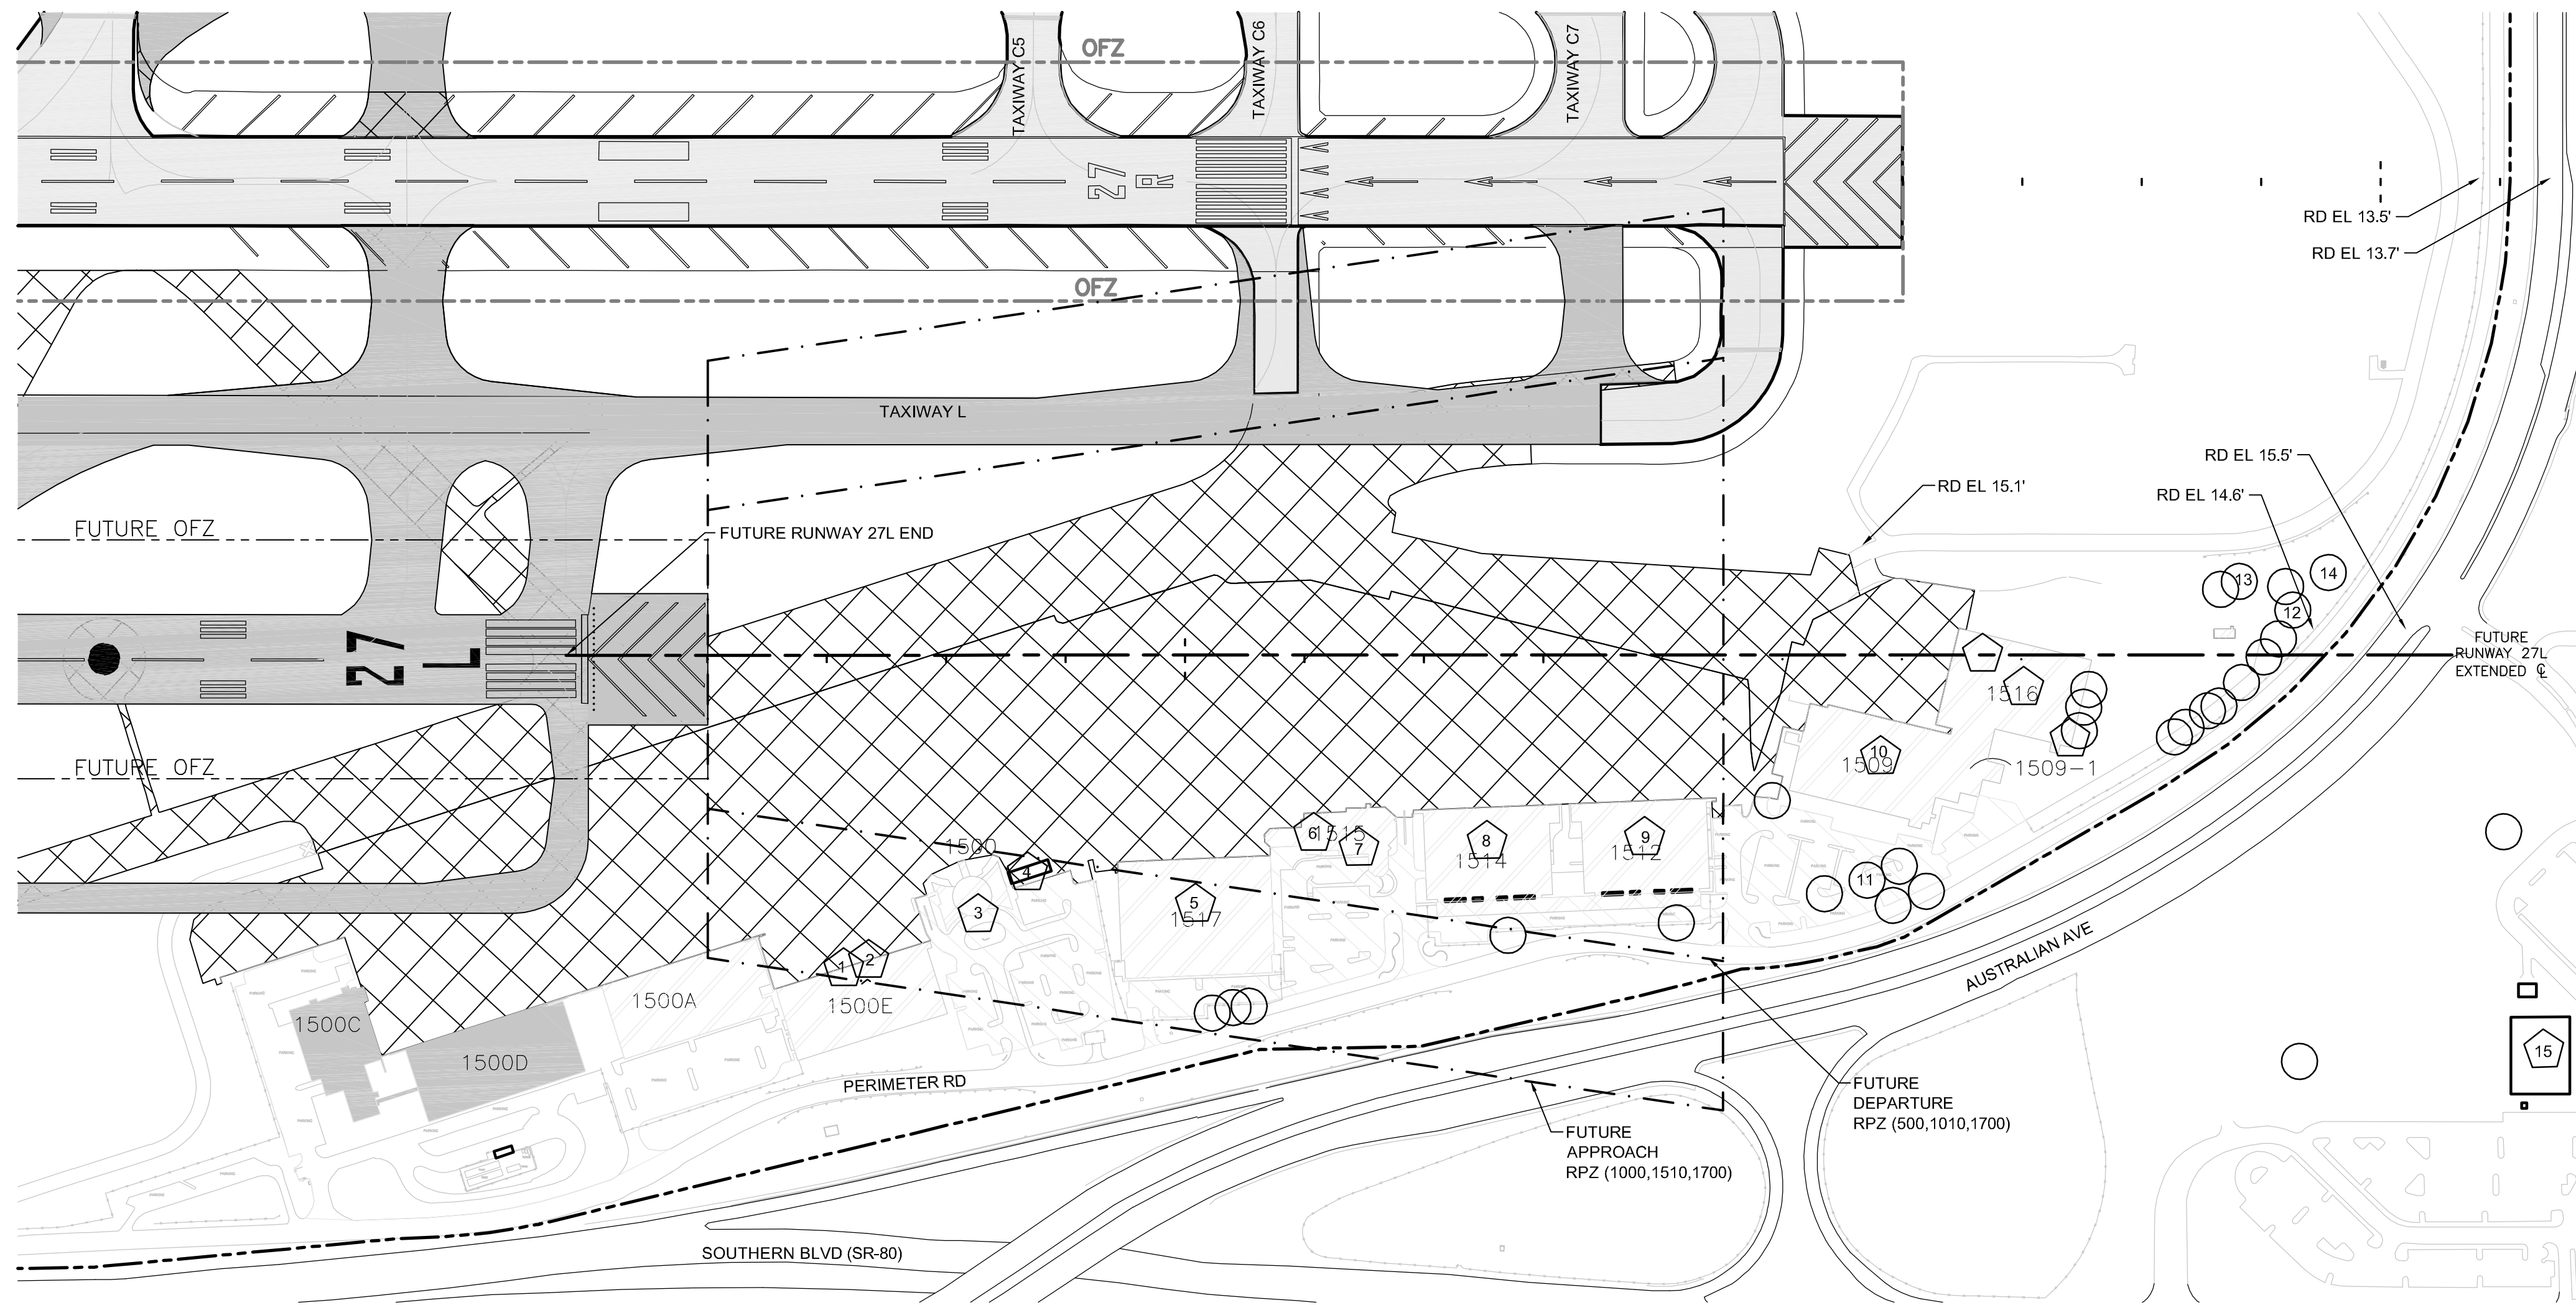 OFZ
TAXIWAY C5
TAXIWAY C6
TAXIWAY C7
27
R
RD EL 13.5'
RD EL 13.7'
OFZ
TAXIWAY L
RD EL 15.5'
RD EL 15.1'
RD EL 14.6'
FUTURE OFZ
FUTURE RUNWAY 27L END
13
14
12
27
L
FUTURE
RUNWAY 27L
EXTENDED ℄
1516
FUTURE OFZ
10
1509
1509-1
1500
4
3
5
1517
6
1515
7
8
1514
9
1512
11
1
2
1500E
1500A
1500C
1500D
PERIMETER RD
AUSTRALIAN AVE
15
FUTURE
DEPARTURE
RPZ (500,1010,1700)
FUTURE
APPROACH
RPZ (1000,1510,1700)
SOUTHERN BLVD (SR-80)